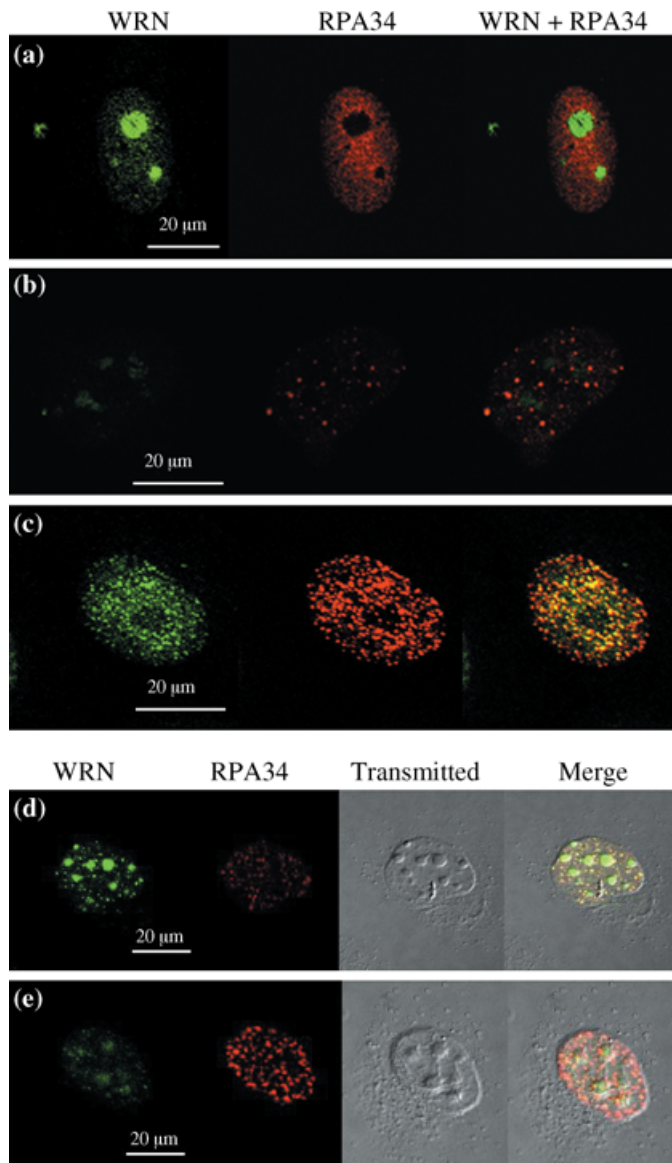 WRN RPA34 WRN + RPA34
(a)
20 μm
(b)
20 μm
(c)
20 μm
WRN RPA34 Transmitted Merge
(d)
20 μm
(e)
20 μm